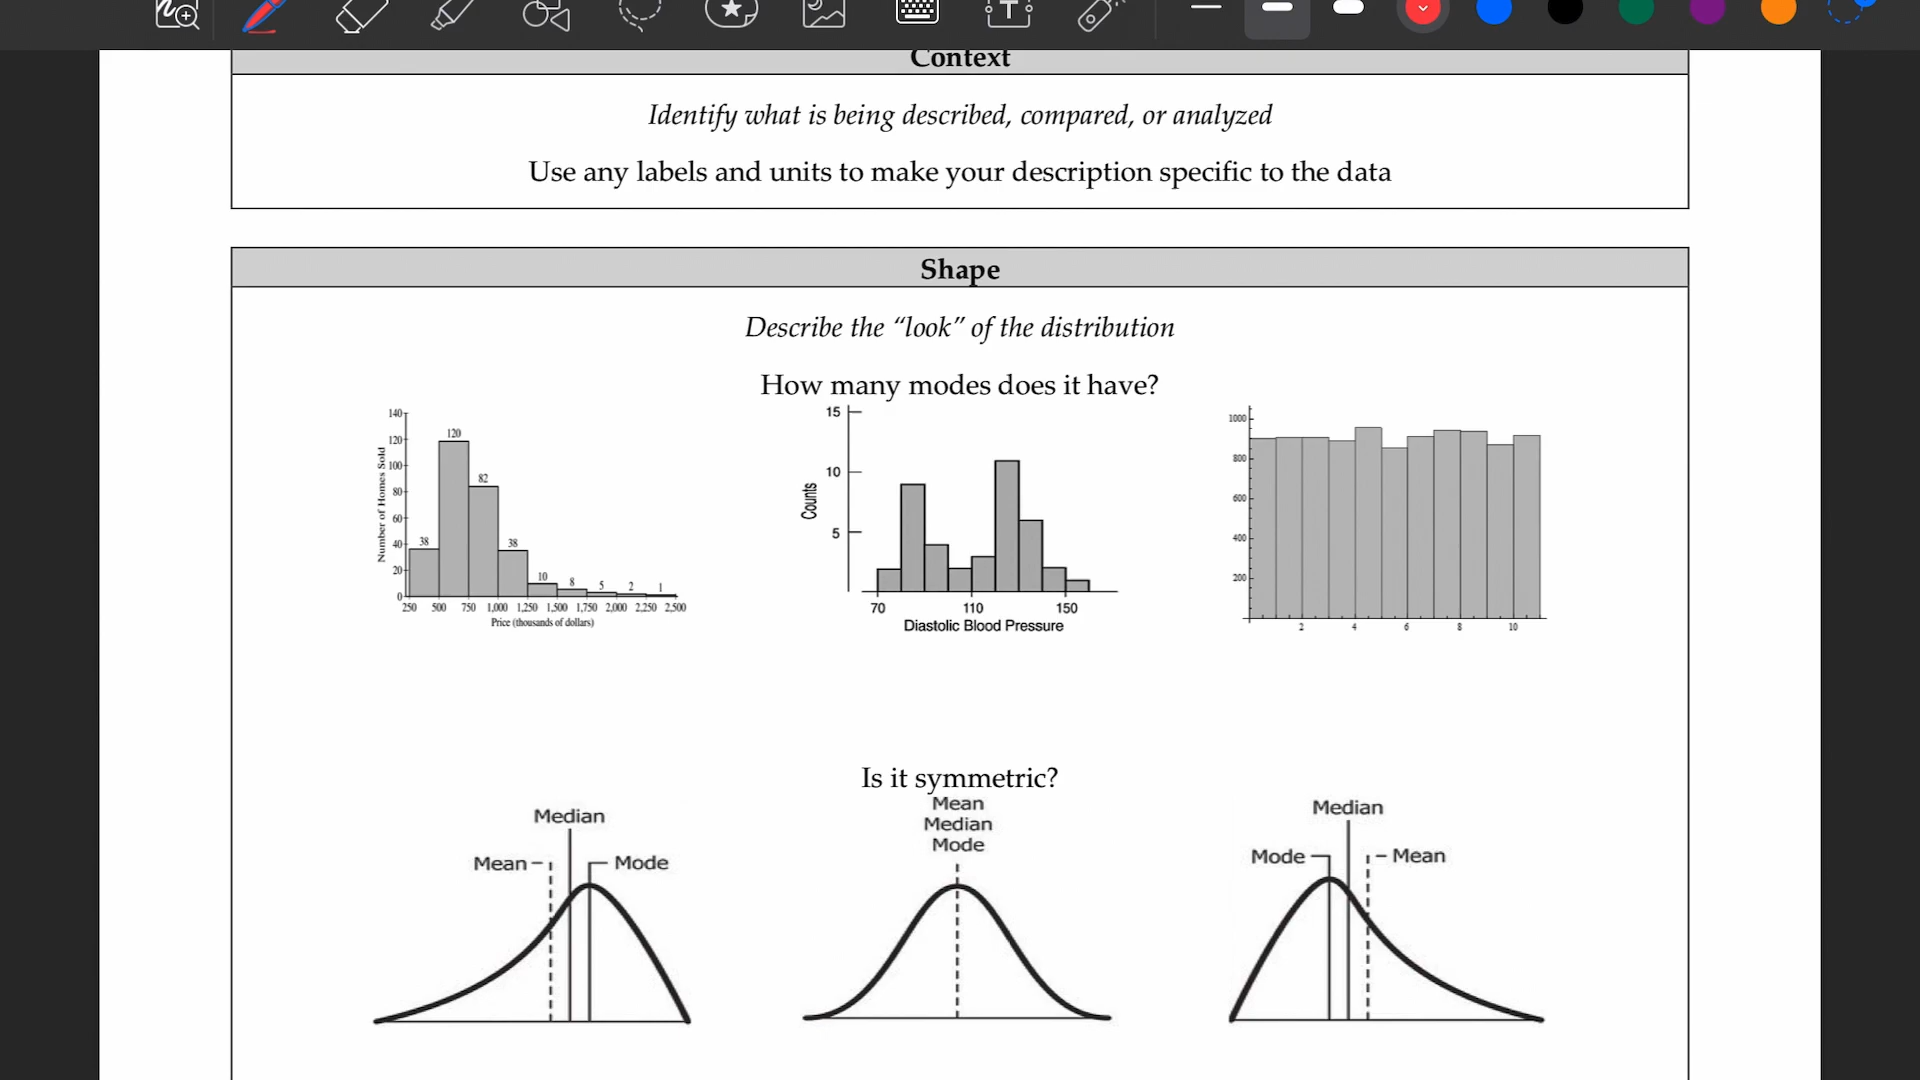 Context
Identify what is being described, compared, or analyzed
Use any labels and units to make your description specific to the data
Shape
Describe the “look” of the distribution
How many modes does it have?
140
120
100
80
60
40
20
0
Number of Homes Sold
38
120
82
38
10
8
5
2
1
250 500 750 1,000 1,250 1,500 1,750 2,000 2,250 2,500
Price (thousands of dollars)
15
10
5
Counts
70 110 150
Diastolic Blood Pressure
1000
800
600
400
200
2 4 6 8 10
Is it symmetric?
Median
Mean
Mode
Mean
Median
Mode
Median
Mode
Mean